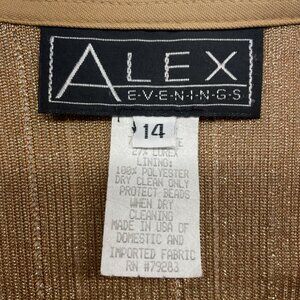 ALEX
E·V·E·N·I·N·G·S
14
27% LUREX
LINING:
100% POLYESTER
DRY CLEAN ONLY
PROTECT BEADS
WHEN DRY
CLEANING
MADE IN USA OF
DOMESTIC AND
IMPORTED FABRIC
RN #79283